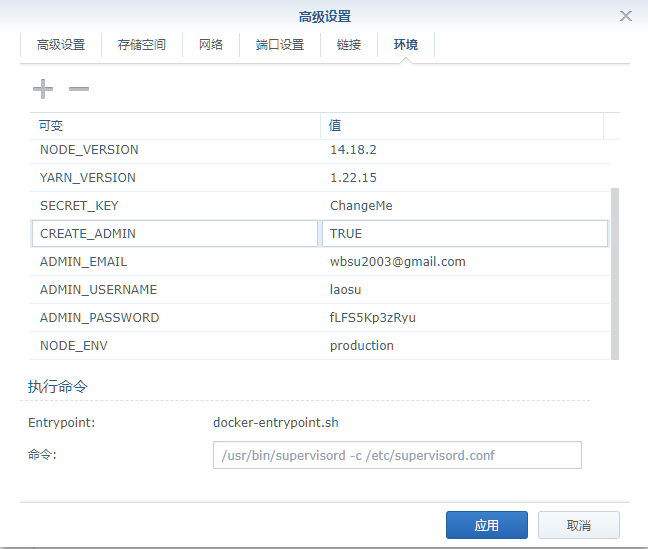 高级设置
高级设置 存储空间 网络 端口设置 链接 环境
可变 值
NODE_VERSION 14.18.2
YARN_VERSION 1.22.15
SECRET_KEY ChangeMe
CREATE_ADMIN TRUE
ADMIN_EMAIL wbsu2003@gmail.com
ADMIN_USERNAME laosu
ADMIN_PASSWORD fLFS5Kp3zRyu
NODE_ENV production
执行命令
Entrypoint: docker-entrypoint.sh
命令: /usr/bin/supervisord -c /etc/supervisord.conf
应用 取消